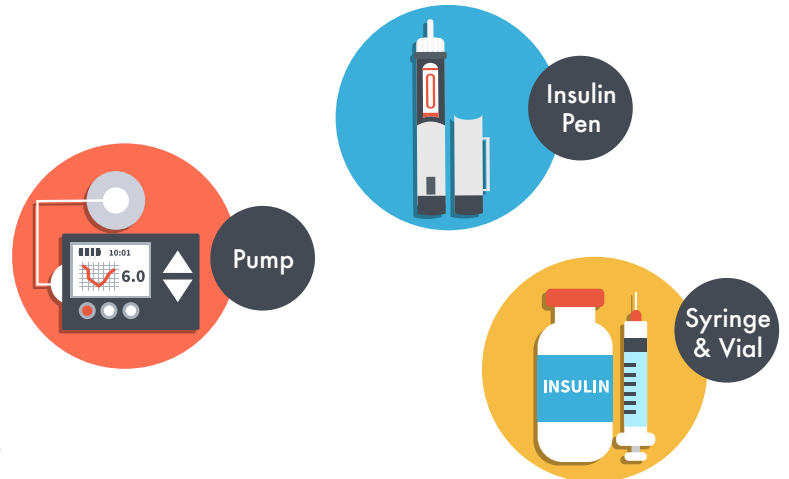 Insulin
Pen
Pump
10:01
6.0
Syringe
& Vial
INSULIN